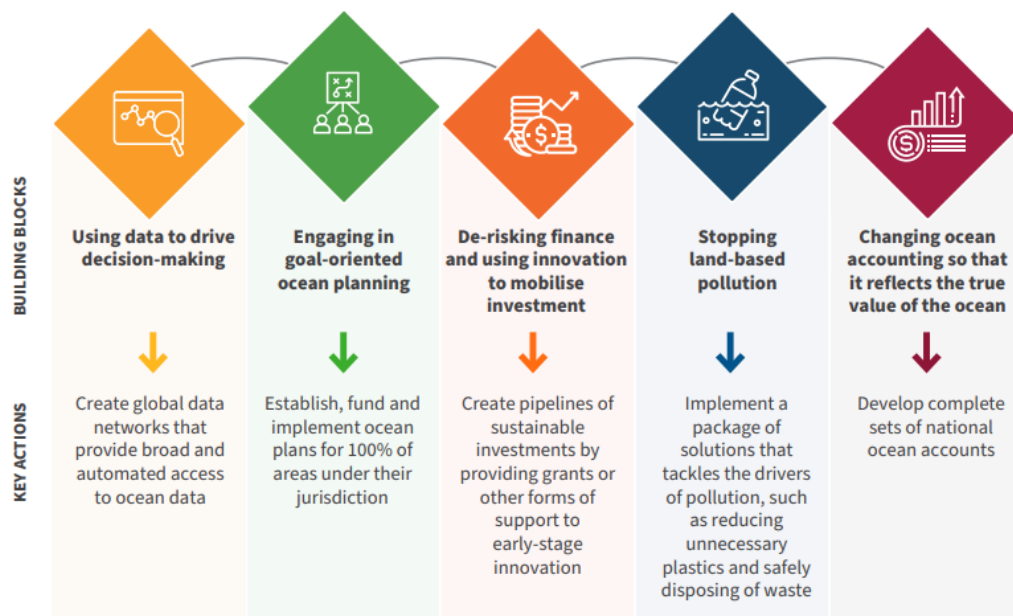 BUILDING BLOCKS
Using data to drive
decision-making
Engaging in
goal-oriented
ocean planning
De-risking finance
and using innovation
to mobilise
investment
Stopping
land-based
pollution
Changing ocean
accounting so that
it reflects the true
value of the ocean
KEY ACTIONS
Create global data
networks that
provide broad and
automated access
to ocean data
Establish, fund and
implement ocean
plans for 100% of
areas under their
jurisdiction
Create pipelines of
sustainable
investments by
providing grants or
other forms of
support to
early-stage
innovation
Implement a
package of
solutions that
tackles the drivers
of pollution, such
as reducing
unnecessary
plastics and safely
disposing of waste
Develop complete
sets of national
ocean accounts